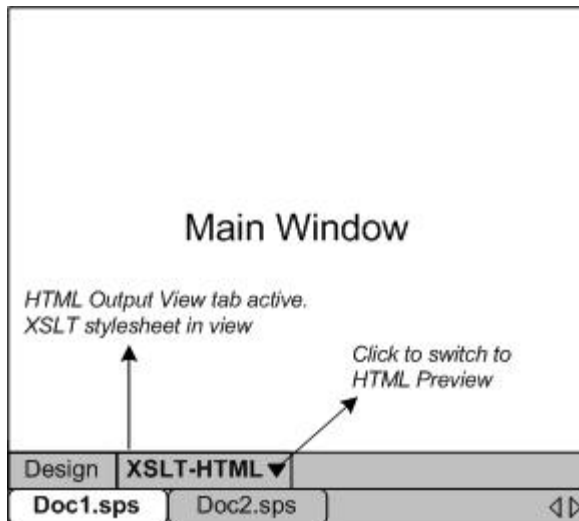 Main Window
HTML Output View tab active.
XSLT stylesheet in view
Click to switch to
HTML Preview
Design XSLT-HTML
Doc1.sps Doc2.sps